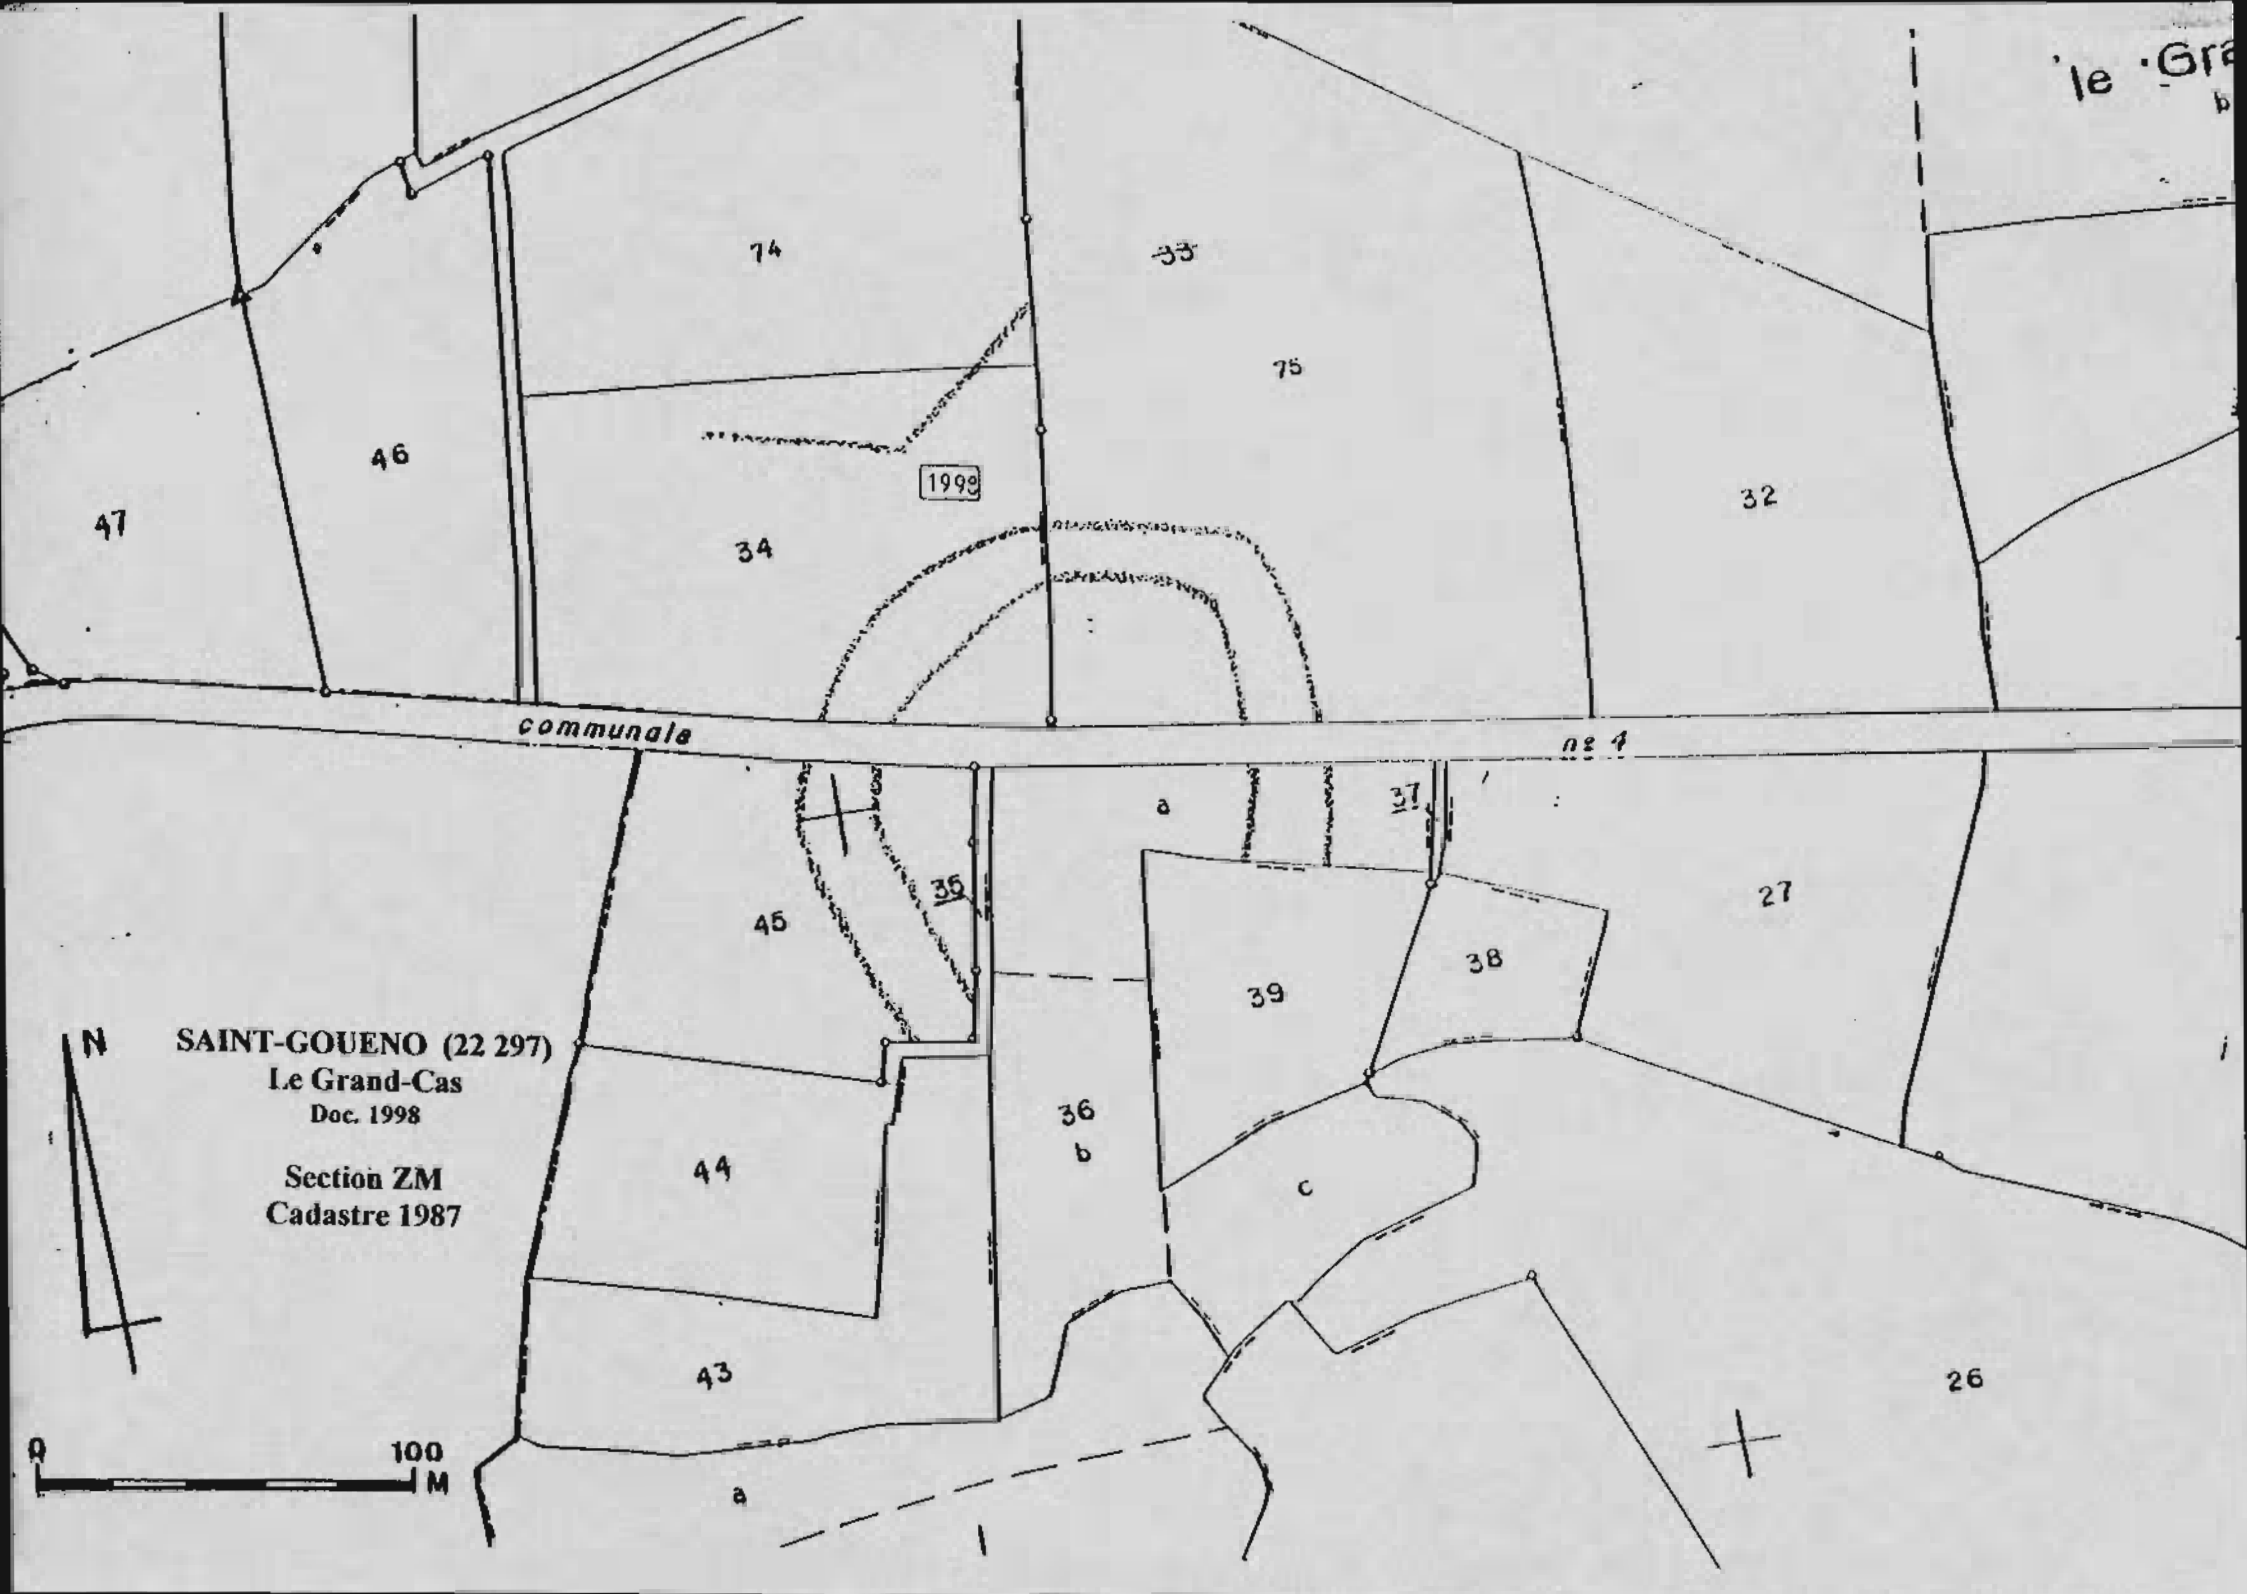 le Gra
b
74
33
75
46
47
1998
34
32
communale
n° 4
37
a
35
45
27
38
39
N
SAINT-GOUENO (22 297)
Le Grand-Cas
Doc. 1998
Section ZM
Cadastre 1987
36
b
44
c
43
26
0 100 M
a